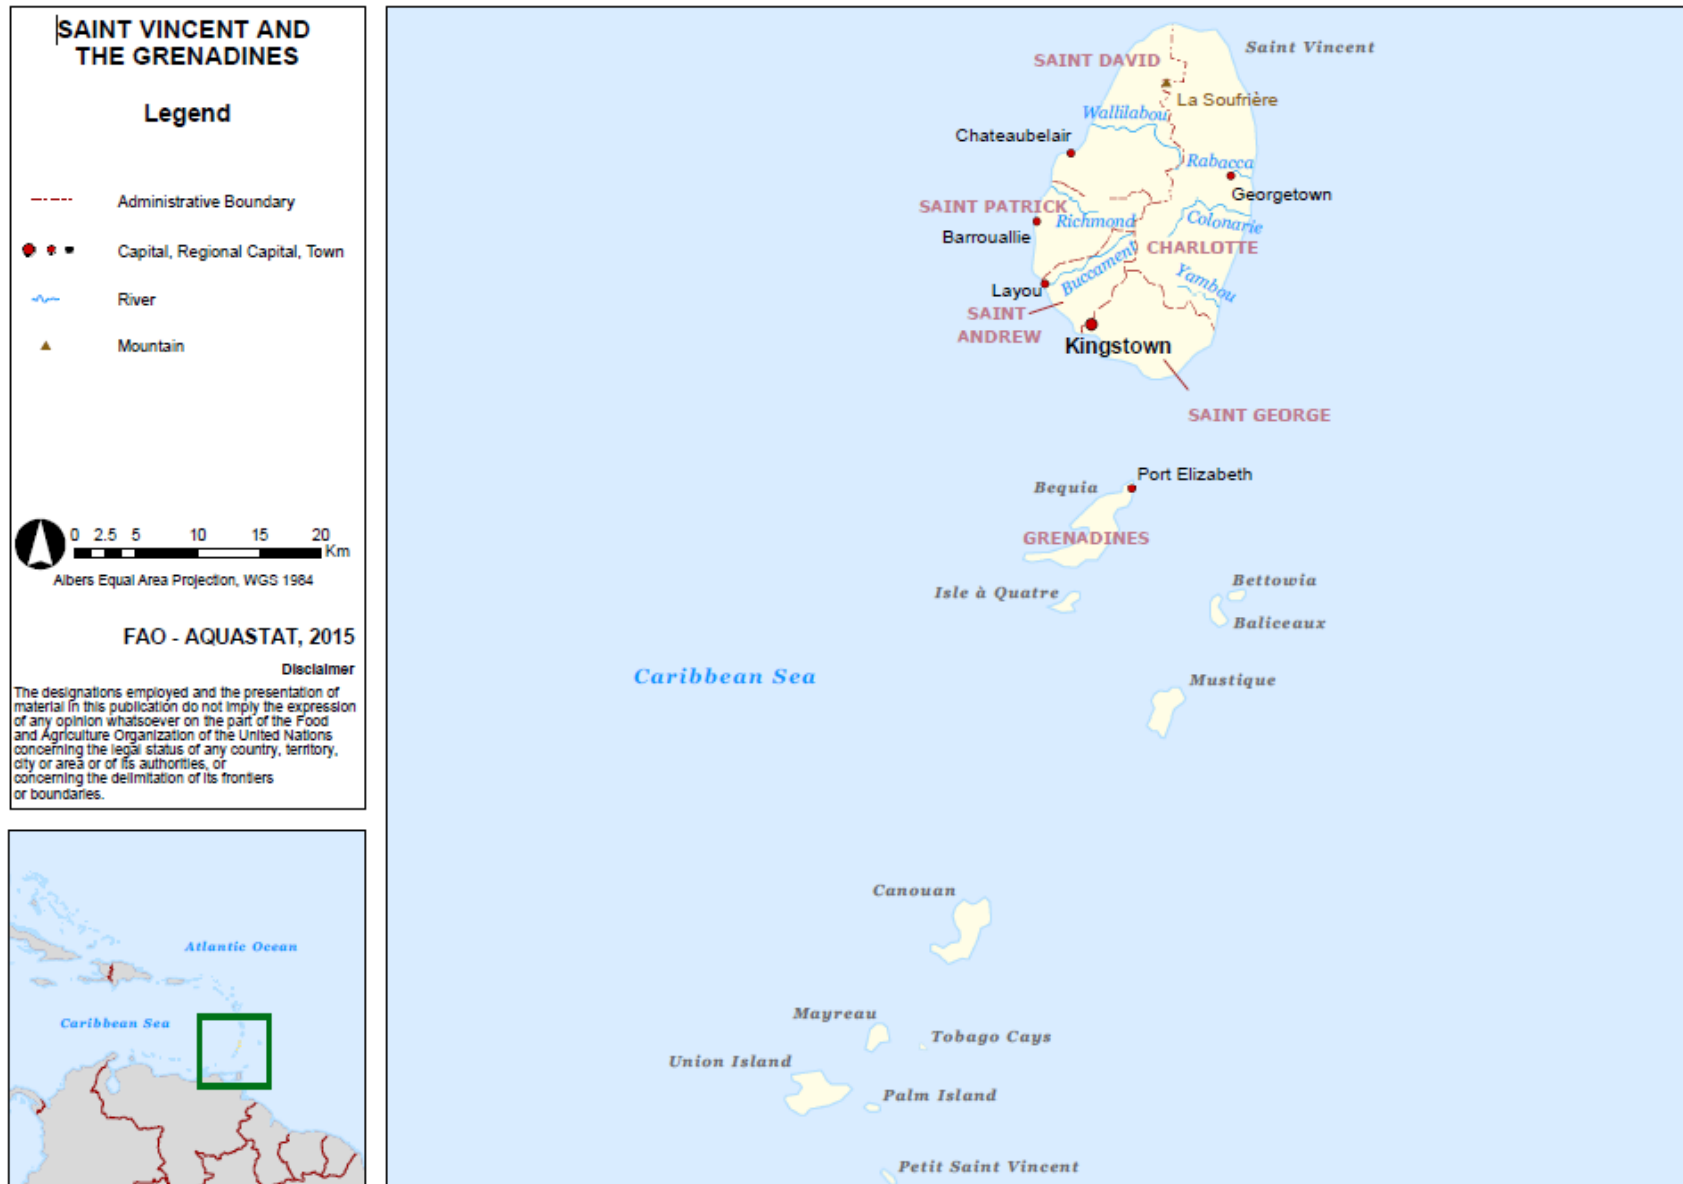 SAINT VINCENT AND
THE GRENADINES
Legend
Administrative Boundary
Capital, Regional Capital, Town
River
Mountain
0 2.5 5 10 15 20
Km
Albers Equal Area Projection, WGS 1984
FAO - AQUASTAT, 2015
Disclaimer
The designations employed and the presentation of
material in this publication do not imply the expression
of any opinion whatsoever on the part of the Food
and Agriculture Organization of the United Nations
concerning the legal status of any country, territory,
city or area or of its authorities, or
concerning the delimitation of its frontiers
or boundaries.
Atlantic Ocean
Caribbean Sea
Saint Vincent
SAINT DAVID
La Soufrière
Wallilabou
Chateaubelair
Rabacca
Georgetown
SAINT PATRICK
Richmond
Colonarie
Barrouallie
CHARLOTTE
Buccament
Yambou
Layou
SAINT
ANDREW
Kingstown
SAINT GEORGE
Port Elizabeth
Bequia
GRENADINES
Isle à Quatre
Bettowia
Baliceaux
Caribbean Sea
Mustique
Canouan
Mayreau
Tobago Cays
Union Island
Palm Island
Petit Saint Vincent